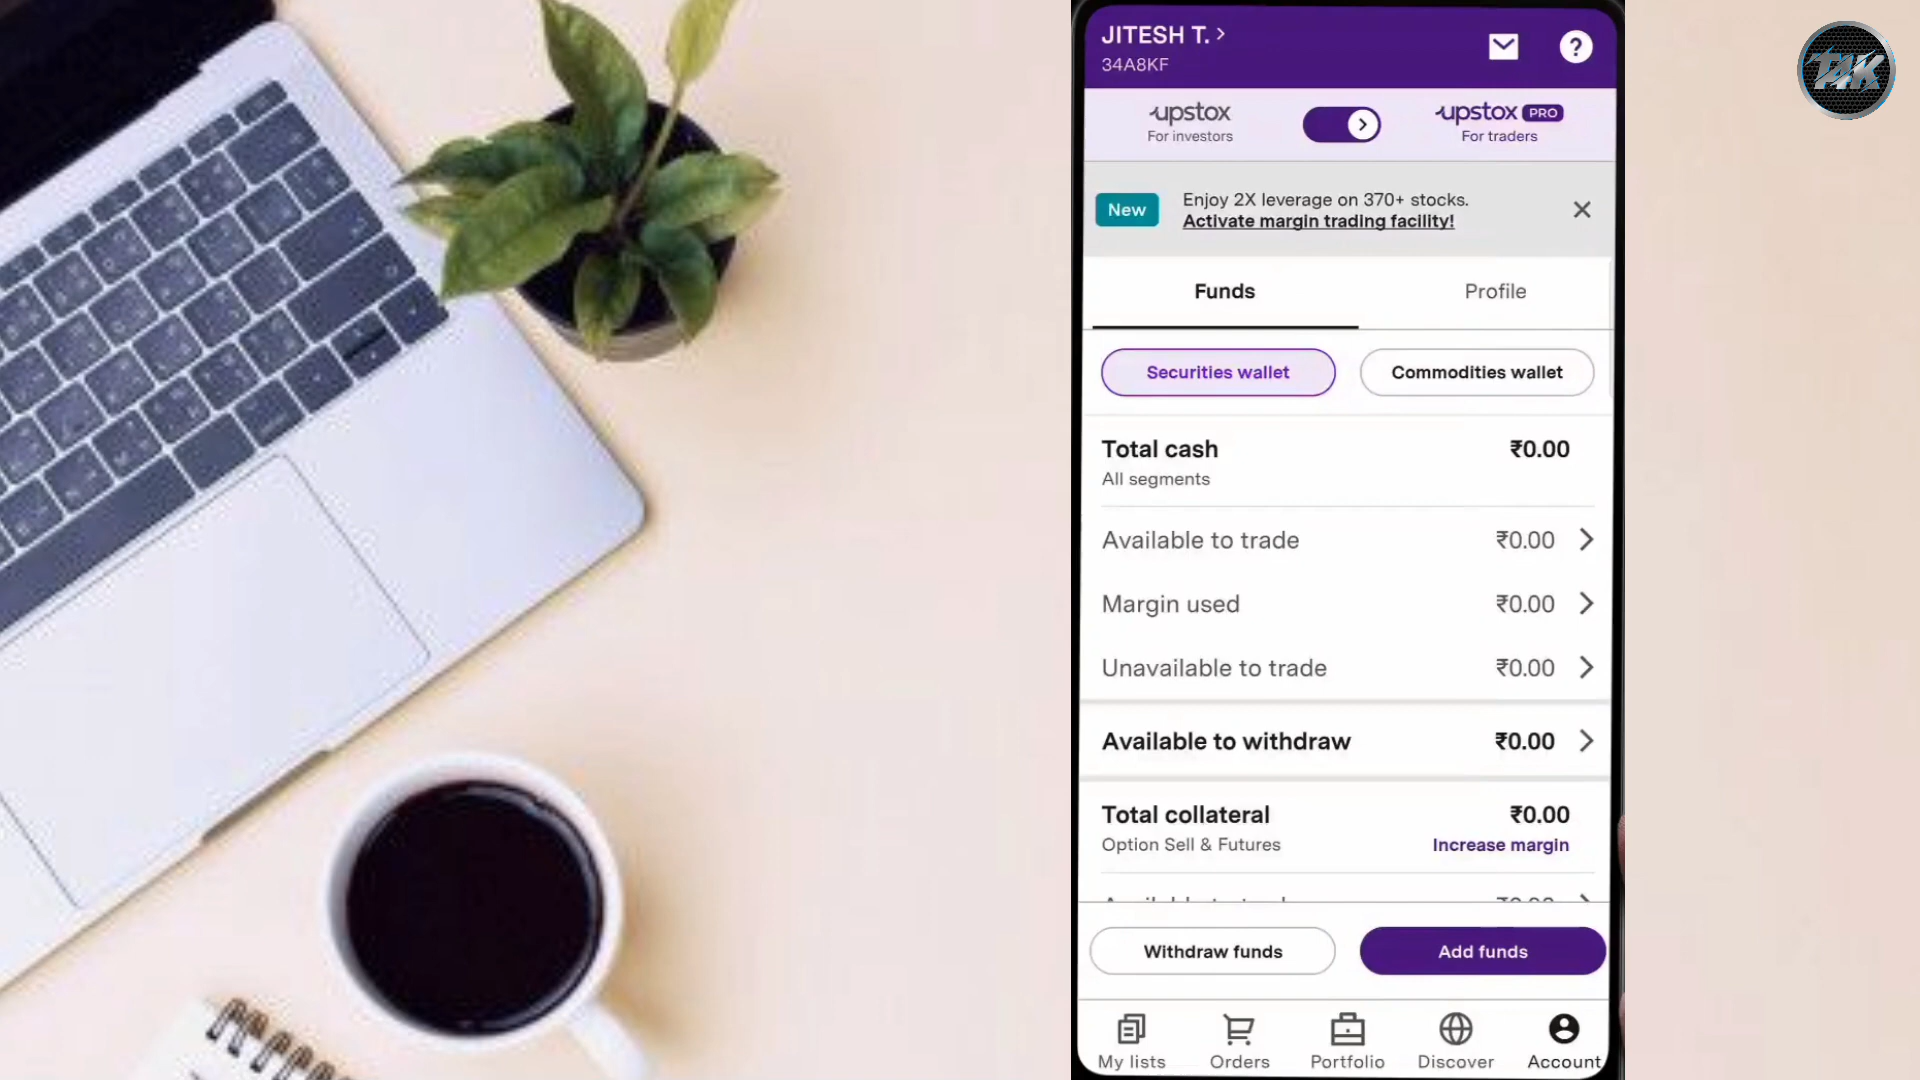 JITESH T.
34A8KF
upstox
For investors
upstox PRO
For traders
TAK
New
Enjoy 2X leverage on 370+ stocks.
Activate margin trading facility!
Funds
Profile
Securities wallet
Commodities wallet
Total cash
₹0.00
All segments
Available to trade
₹0.00
Margin used
₹0.00
Unavailable to trade
₹0.00
Available to withdraw
₹0.00
Total collateral
₹0.00
Option Sell & Futures
Increase margin
Withdraw funds
Add funds
My lists
Orders
Portfolio
Discover
Account